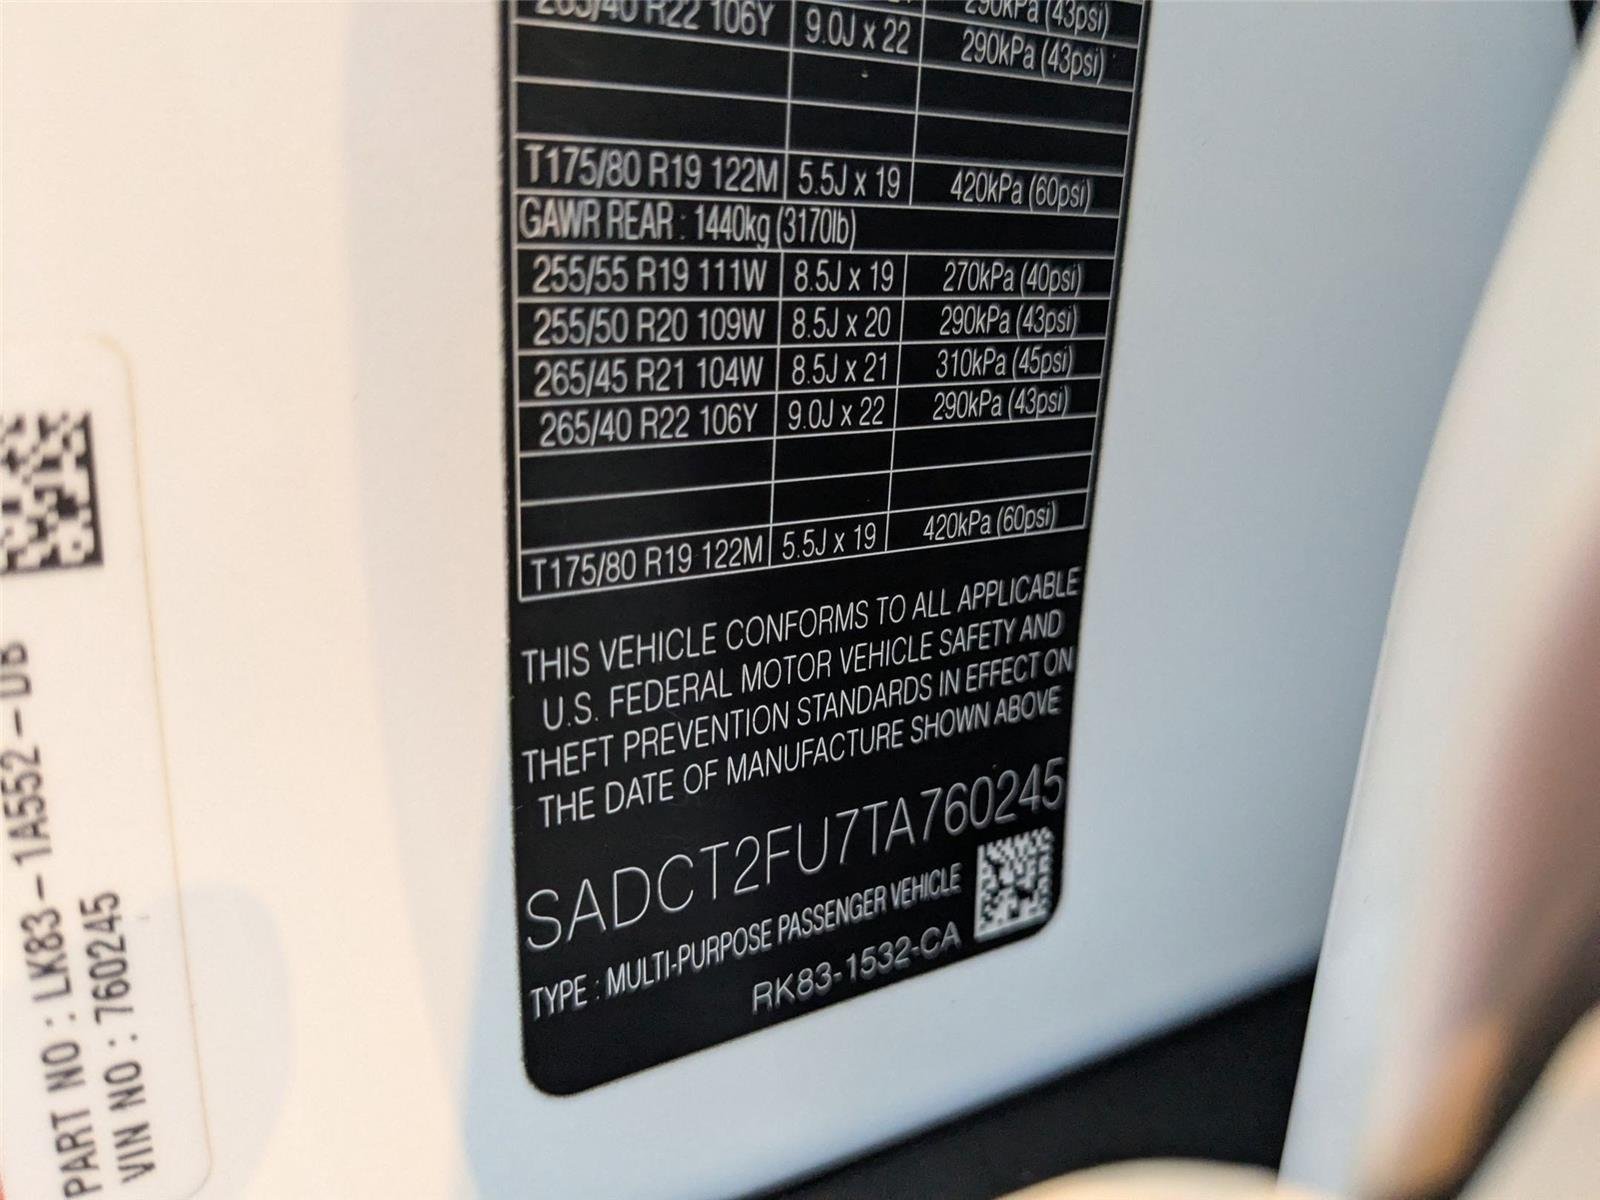 290kPa (43psi)
265/40 R22 106Y 9.0J x 22 290kPa (43psi)
T175/80 R19 122M 5.5J x 19 420kPa (60psi)
GAWR REAR : 1440kg (3170lb)
255/55 R19 111W 8.5J x 19 270kPa (40psi)
255/50 R20 109W 8.5J x 20 290kPa (43psi)
265/45 R21 104W 8.5J x 21 310kPa (45psi)
265/40 R22 106Y 9.0J x 22 290kPa (43psi)
T175/80 R19 122M 5.5J x 19 420kPa (60psi)
THIS VEHICLE CONFORMS TO ALL APPLICABLE
U.S. FEDERAL MOTOR VEHICLE SAFETY AND
THEFT PREVENTION STANDARDS IN EFFECT ON
THE DATE OF MANUFACTURE SHOWN ABOVE
SADCT2FU7TA760245
TYPE : MULTI-PURPOSE PASSENGER VEHICLE
RK83-1532-CA
PART NO : LK83-1A552-DB
VIN NO : 760245